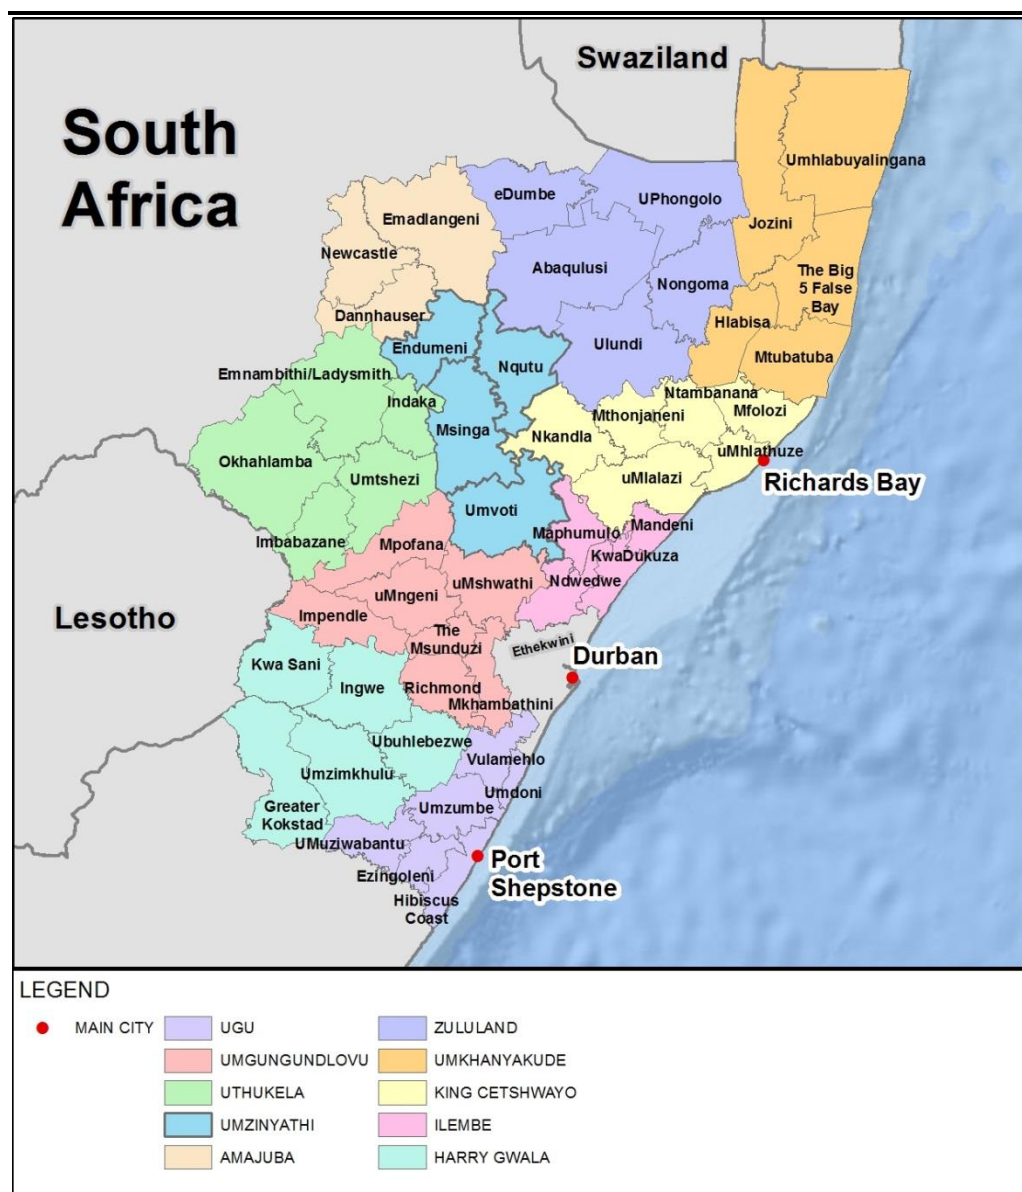 Swaziland
South
Africa
Umhlabuyalingana
eDumbe
UPhongolo
Emadlangeni
Jozini
Newcastle
Abaqulusi
The Big
5 False
Bay
Nongoma
Dannhauser
Hlabisa
Endumeni
Ulundi
Mtubatuba
Nqutu
Emnambithi/Ladysmith
Indaka
Ntambanana
Mthonjaneni
Mfolozi
Msinga
Nkandla
uMhlathuze
Okhahlamba
Umtshezi
uMlalazi
Richards Bay
Umvoti
Mandeni
Maphumulo
Imbabazane
Mpofana
KwaDukuza
uMshwathi
Ndwedwe
uMngeni
Lesotho
Impendle
The
Msunduzi
Ethekwini
Durban
Kwa Sani
Ingwe
Richmond
Mkhambathini
Ubuhlebezwe
Vulamehlo
Umzimkhulu
Umdoni
Greater
Kokstad
Umzumbe
UMuziwabantu
Port
Shepstone
Ezingoleni
Hibiscus
Coast
LEGEND
MAIN CITY
UGU
ZULULAND
UMGUNGUNDLOVU
UMKHANYAKUDE
UTHUKELA
KING CETSHWAYO
UMZINYATHI
ILEMBE
AMAJUBA
HARRY GWALA